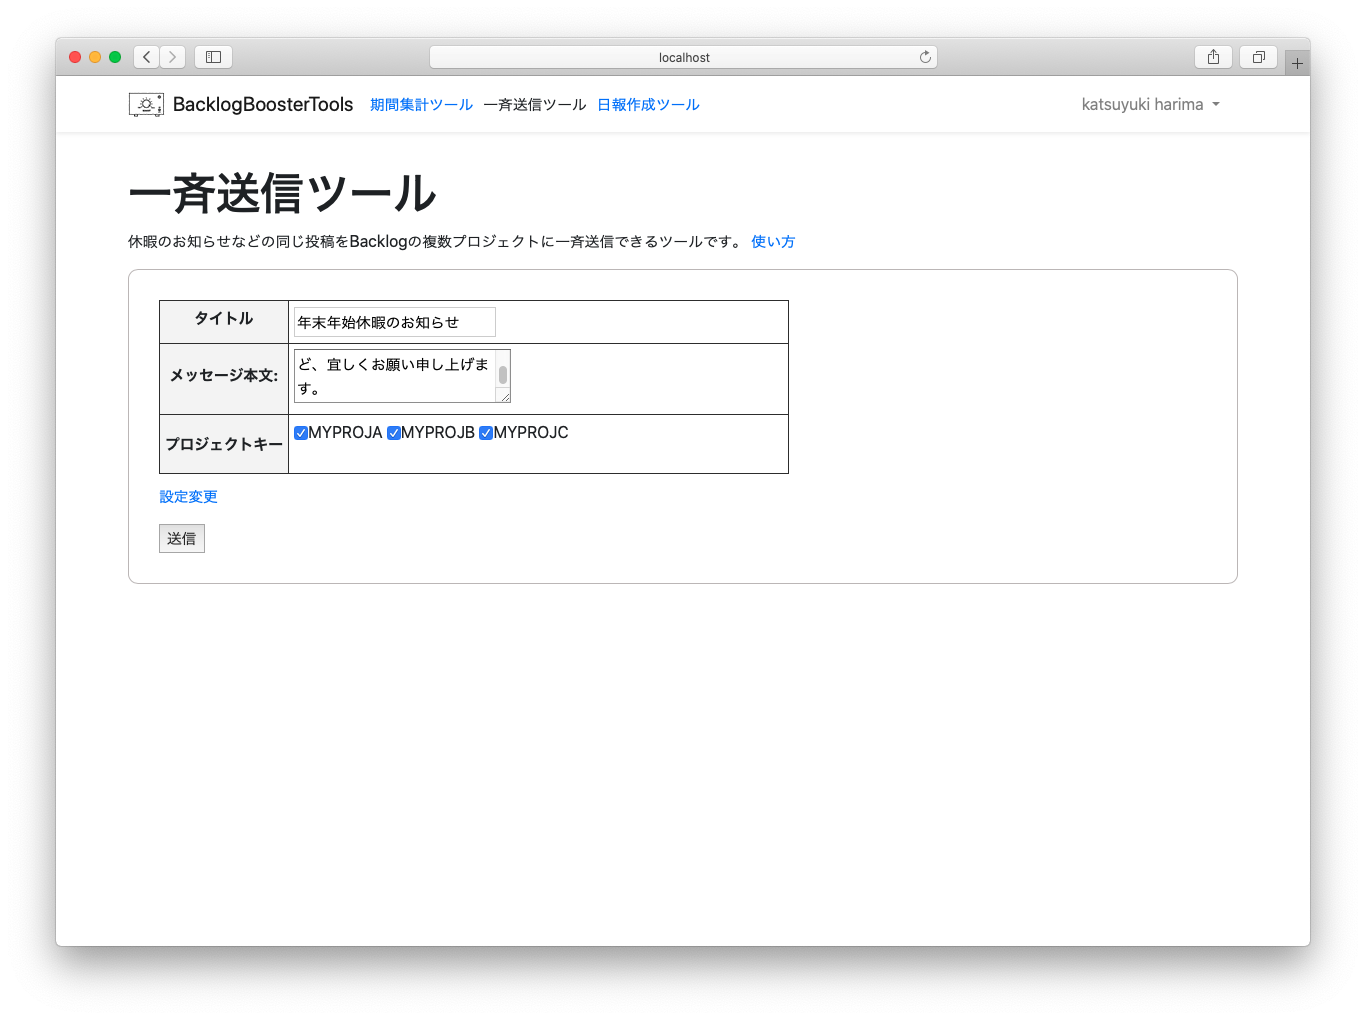 localhost
BacklogBoosterTools 期間集計ツール 一斉送信ツール 日報作成ツール katsuyuki harima
一斉送信ツール
休暇のお知らせなどの同じ投稿をBacklogの複数プロジェクトに一斉送信できるツールです。 使い方
タイトル 年末年始休暇のお知らせ
メッセージ本文: ど、宜しくお願い申し上げま
す。
プロジェクトキー MYPROJA MYPROJB MYPROJC
設定変更
送信